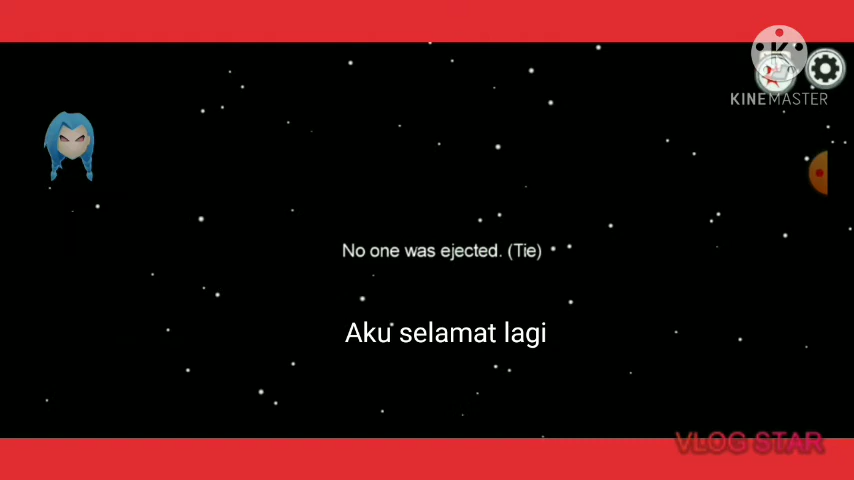 KINEMASTER
No one was ejected. (Tie)
Aku selamat lagi
VLOG STAR